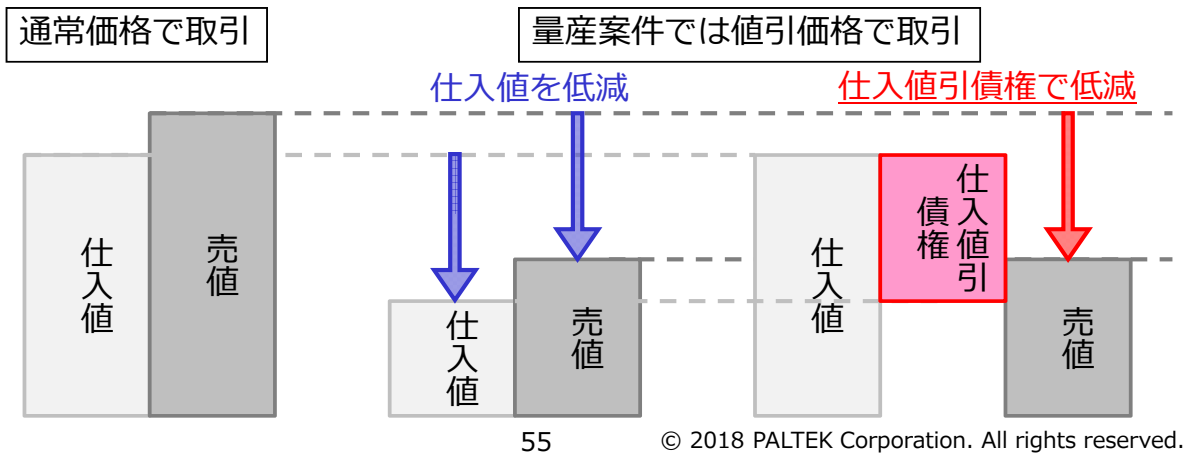 通常価格で取引
量産案件では値引価格で取引
仕入値を低減
仕入値引債権で低減
仕入値
売値
仕入値
売値
仕入値
仕入値引
債権
売値
55
© 2018 PALTEK Corporation. All rights reserved.